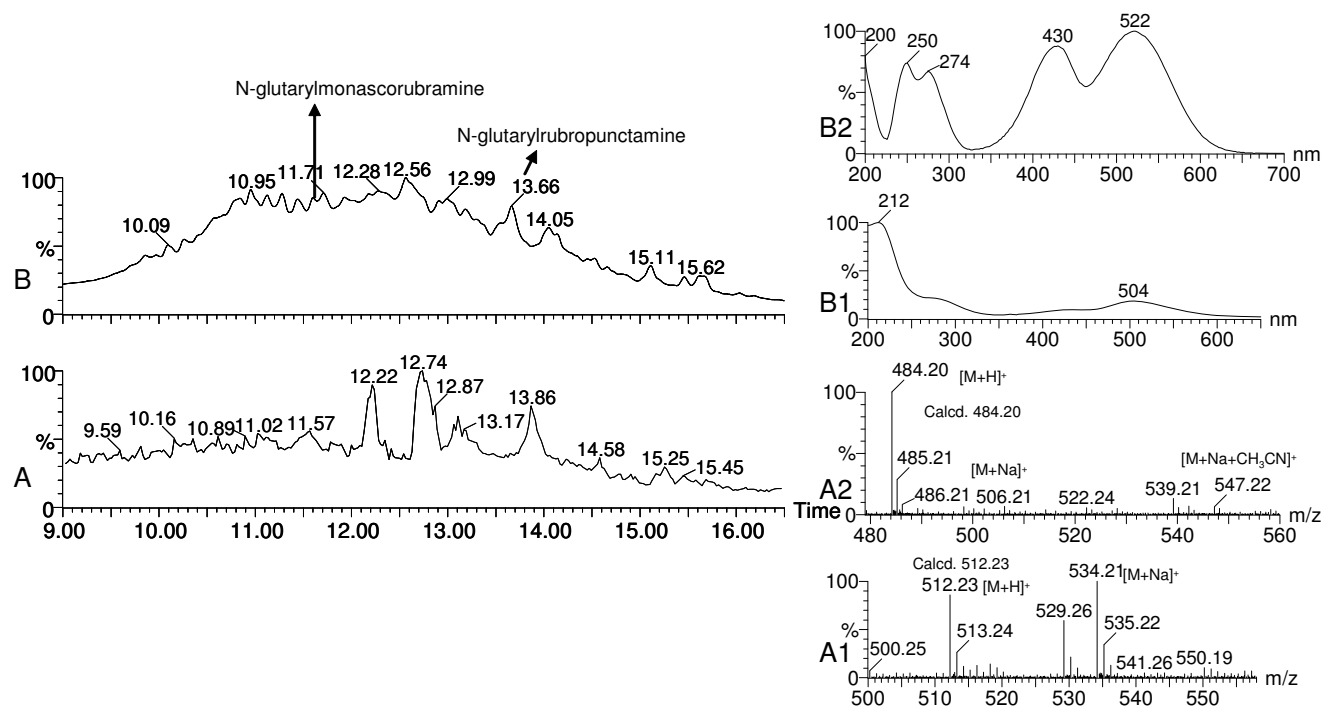 N-glutarylmonascorubramine
N-glutarylrubropunctamine
100
%
0
B
10.09
10.95
11.71
12.28
12.56
12.99
13.66
14.05
15.11
15.62
100
%
0
A
9.59
10.16
10.89
11.02
11.57
12.22
12.74
12.87
13.17
13.86
14.58
15.25
15.45
Time
9.00 10.00 11.00 12.00 13.00 14.00 15.00 16.00
100
%
0
B2
200
250
274
430
522
200 300 400 500 600 700 nm
100
%
0
B1
212
504
200 300 400 500 600 nm
100
%
0
A2
484.20 [M+H]⁺
Calcd. 484.20
485.21
486.21
[M+Na]⁺
506.21
522.24
539.21
[M+Na+CH₃CN]⁺
547.22
480 500 520 540 560 m/z
100
%
0
A1
Calcd. 512.23
512.23 [M+H]⁺
513.24
500.25
529.26
534.21 [M+Na]⁺
535.22
541.26
550.19
500 510 520 530 540 550 m/z